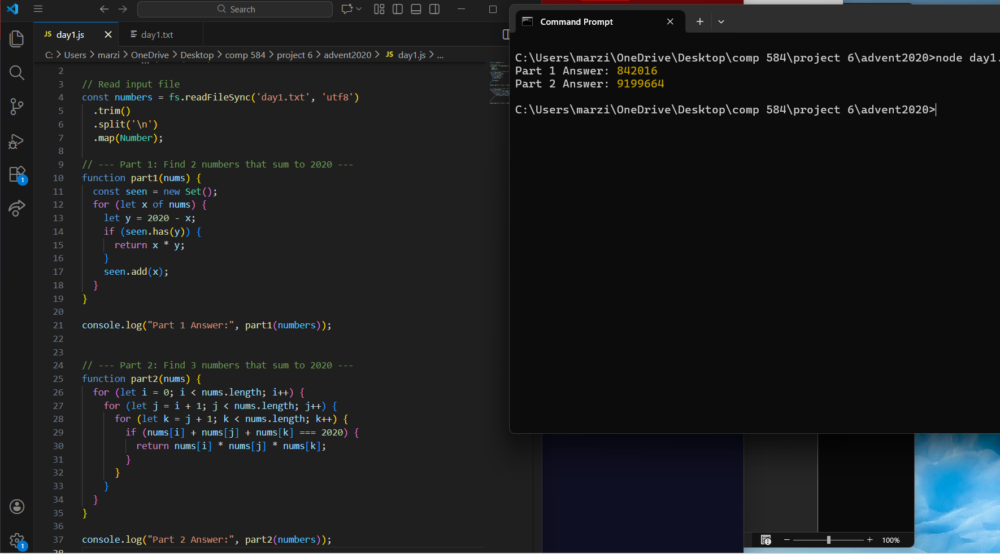 Search
JS day1.js
day1.txt
C: > Users > marzi > OneDrive > Desktop > comp 584 > project 6 > advent2020 > JS day1.js > ...
2
3 // Read input file
4 const numbers = fs.readFileSync('day1.txt', 'utf8')
5 .trim()
6 .split('\n')
7 .map(Number);
8
9 // --- Part 1: Find 2 numbers that sum to 2020 ---
10 function part1(nums) {
11 const seen = new Set();
12 for (let x of nums) {
13 let y = 2020 - x;
14 if (seen.has(y)) {
15 return x * y;
16 }
17 seen.add(x);
18 }
19 }
20
21 console.log("Part 1 Answer:", part1(numbers));
22
23
24 // --- Part 2: Find 3 numbers that sum to 2020 ---
25 function part2(nums) {
26 for (let i = 0; i < nums.length; i++) {
27 for (let j = i + 1; j < nums.length; j++) {
28 for (let k = j + 1; k < nums.length; k++) {
29 if (nums[i] + nums[j] + nums[k] === 2020) {
30 return nums[i] * nums[j] * nums[k];
31 }
32 }
33 }
34 }
35 }
36
37 console.log("Part 2 Answer:", part2(numbers));
38
1
1
Command Prompt
C:\Users\marzi\OneDrive\Desktop\comp 584\project 6\advent2020>node day1.
Part 1 Answer: 842016
Part 2 Answer: 9199664
C:\Users\marzi\OneDrive\Desktop\comp 584\project 6\advent2020>
100%